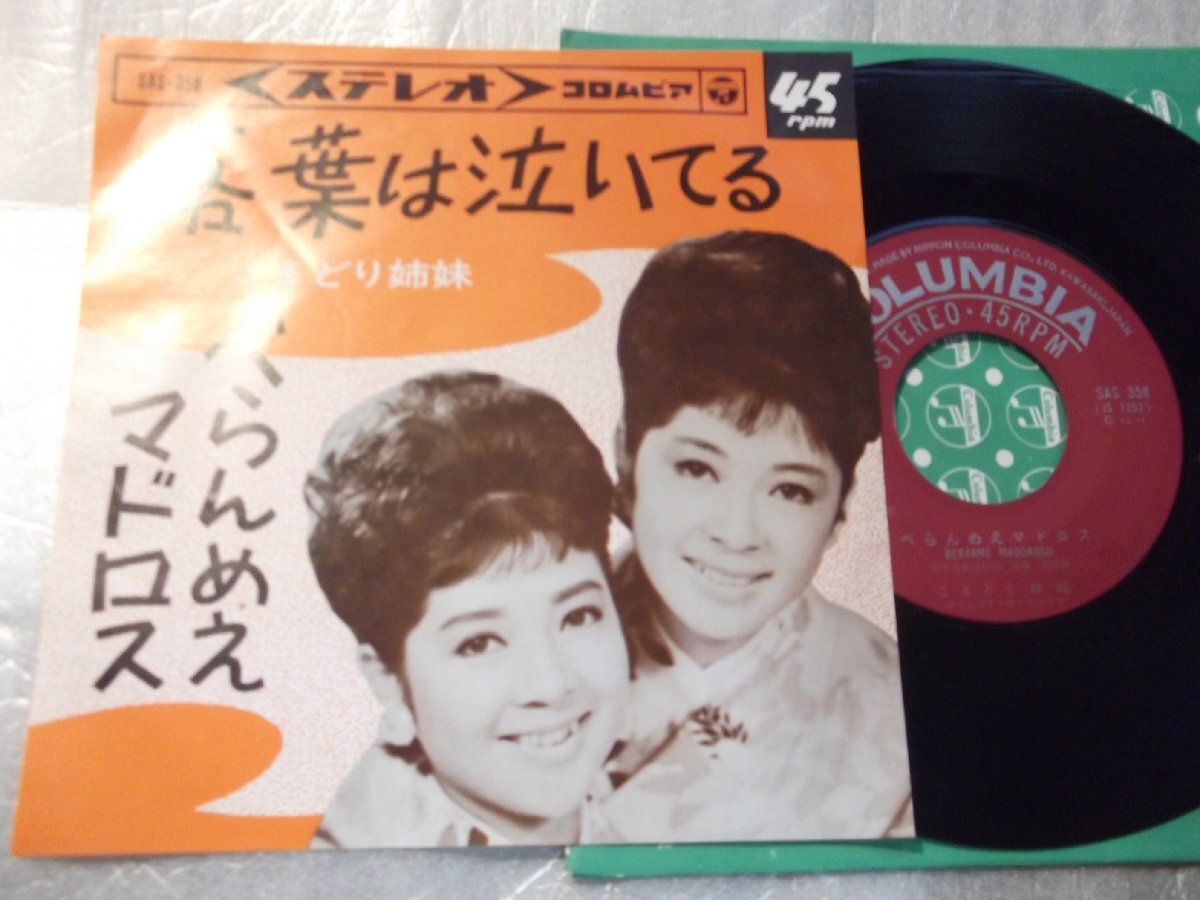 SAS-358 <ステレオ> コロムビア
45
rpm
葉は泣いてる
どり姉妹
べらんめえ
マドロス
MADE BY NIPPON COLUMBIA CO., LTD. KAWASAKI, JAPAN
COLUMBIA
STEREO・45RPM
SAS 358
(JS 1252)
べらんめえマドロス
BERANME MADOROSU
こまどり姉妹
Columbia